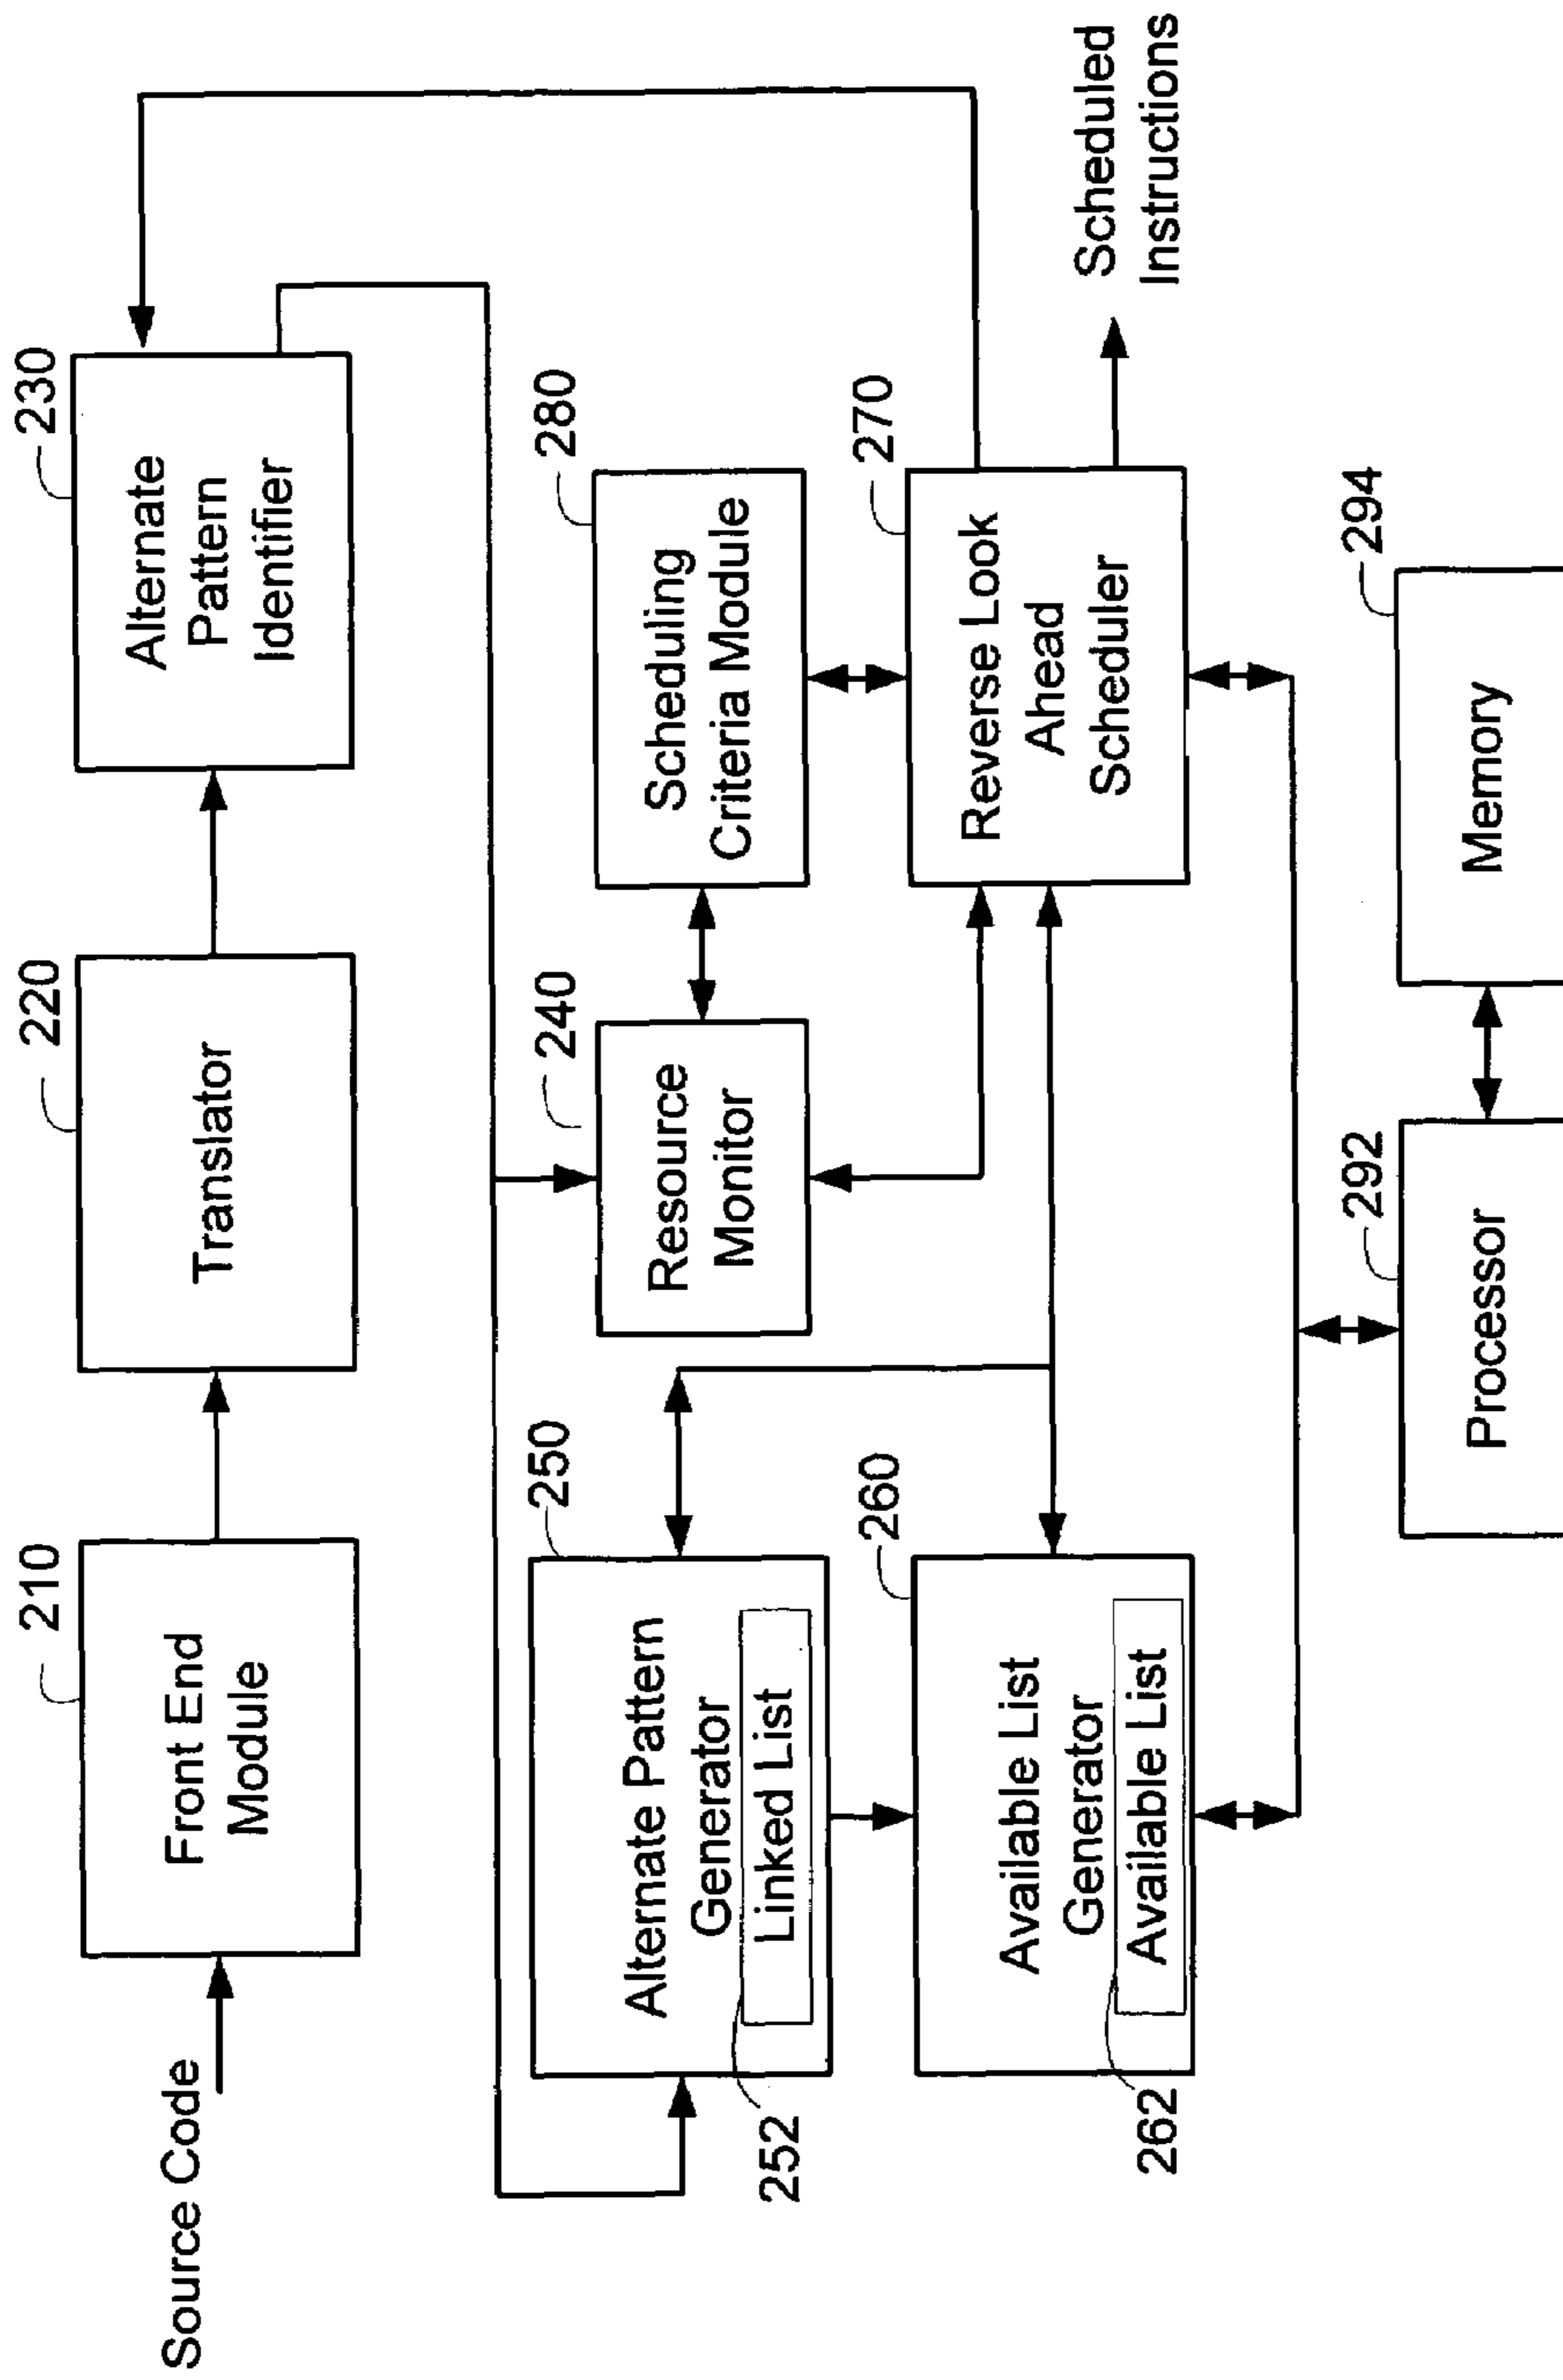 210
220
230
Source Code
Front End
Module
Translator
Alternate
Pattern
Identifier
250
240
280
Alternate Pattern
Generator
Linked List
252
Resource
Monitor
Scheduling
Criteria Module
260
270
Available List
Generator
Available List
262
Reverse Look
Ahead
Scheduler
Scheduled
Instructions
292
294
Processor
Memory